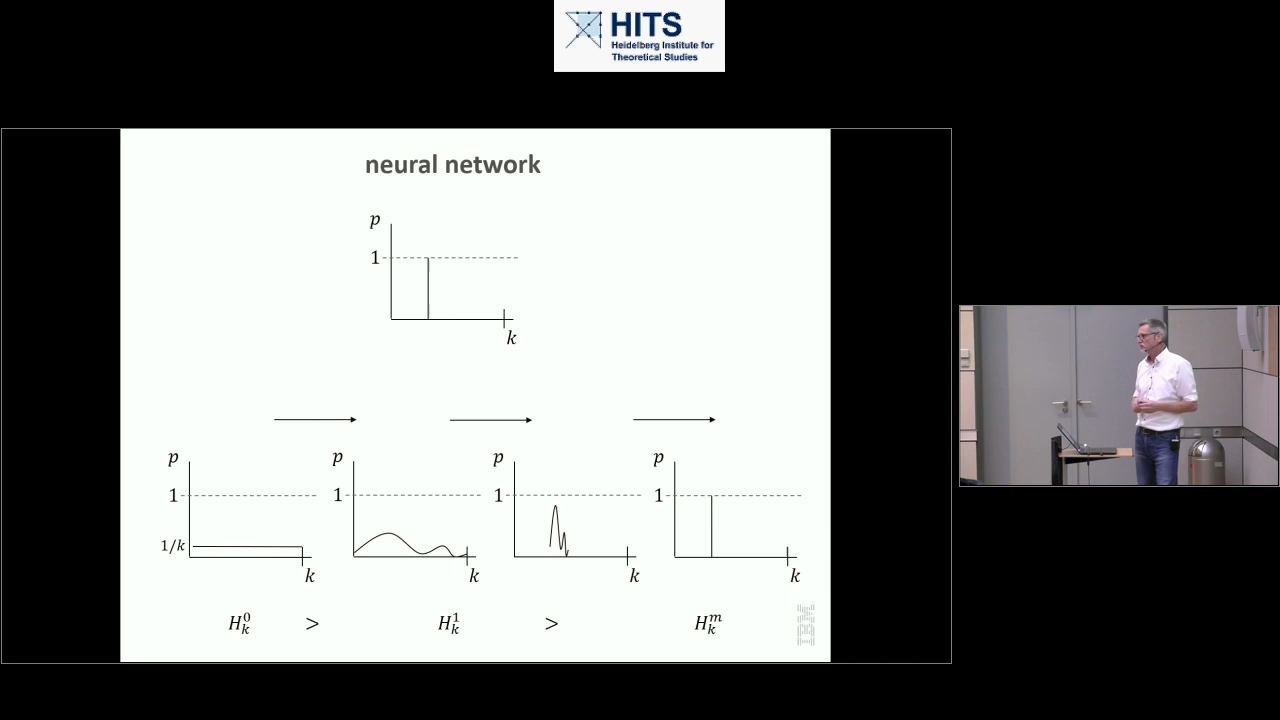 HITS
Heidelberg Institute for
Theoretical Studies
neural network
p
1
k
p
1
1/k
k
p
1
k
p
1
k
p
1
k
H_k^0 > H_k^1 > H_k^m
IBM